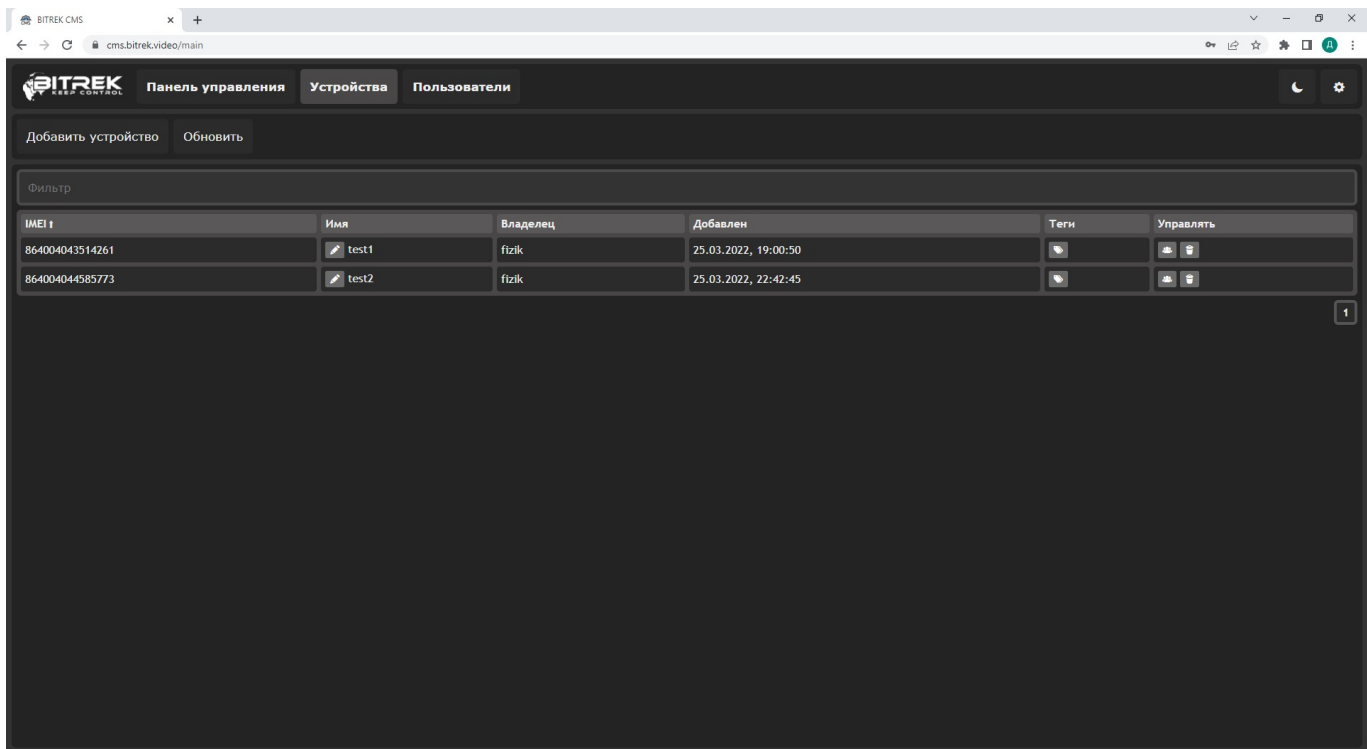 BITREK CMS
cms.bitrek.video/main
Д
BITREK
KEEP CONTROL
Панель управления Устройства Пользователи
Добавить устройство Обновить
Фильтр
IMEI↑ Имя Владелец Добавлен Теги Управлять
864004043514261 test1 fizik 25.03.2022, 19:00:50
864004044585773 test2 fizik 25.03.2022, 22:42:45
1